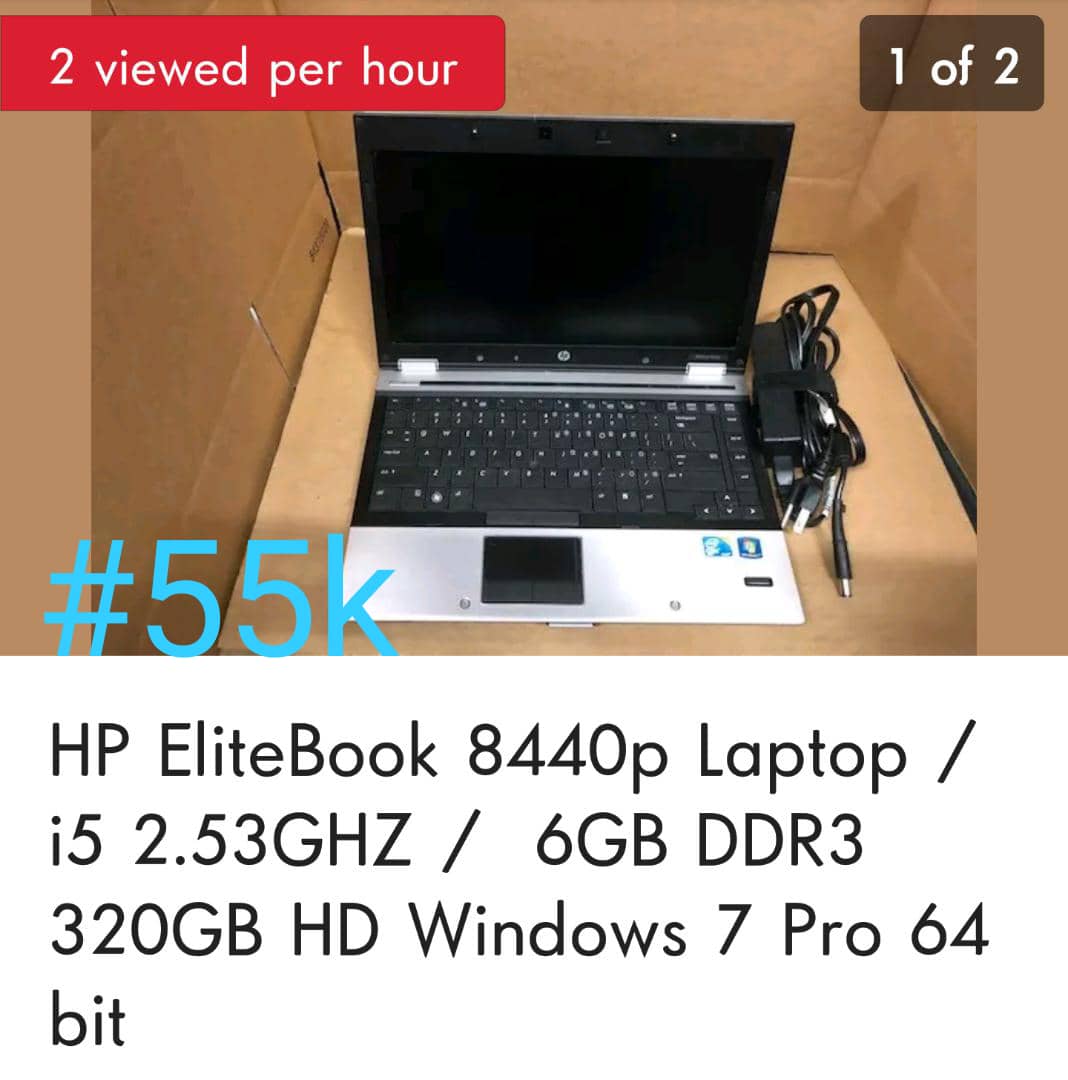 2 viewed per hour
1 of 2
hp
#55k
HP EliteBook 8440p Laptop /
i5 2.53GHZ / 6GB DDR3
320GB HD Windows 7 Pro 64
bit